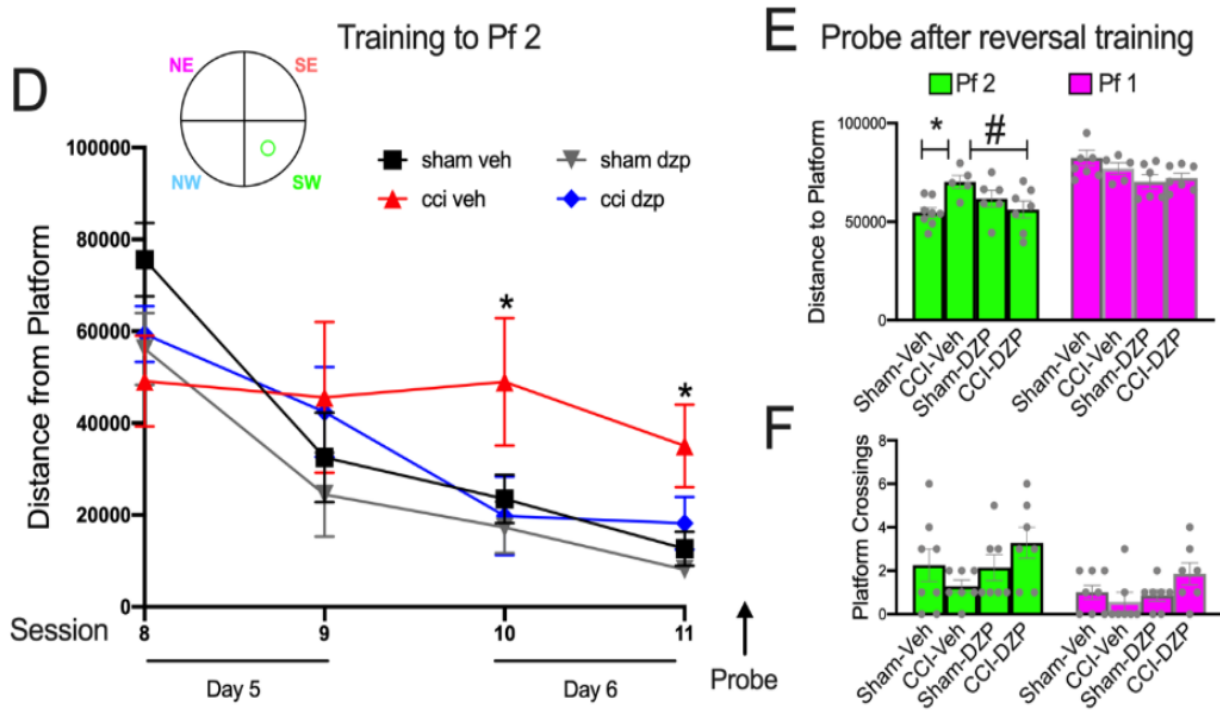 D
Training to Pf 2
NE
SE
NW
SW
sham veh
sham dzp
cci veh
cci dzp
Distance from Platform
100000
80000
60000
40000
20000
0
*
*
Session
8
9
10
11
Day 5
Day 6
Probe
E
Probe after reversal training
Pf 2
Pf 1
Distance to Platform
100000
50000
0
*
#
Sham-Veh
CCI-Veh
Sham-DZP
CCI-DZP
Sham-Veh
CCI-Veh
Sham-DZP
CCI-DZP
F
Platform Crossings
8
6
4
2
0
Sham-Veh
CCI-Veh
Sham-DZP
CCI-DZP
Sham-Veh
CCI-Veh
Sham-DZP
CCI-DZP